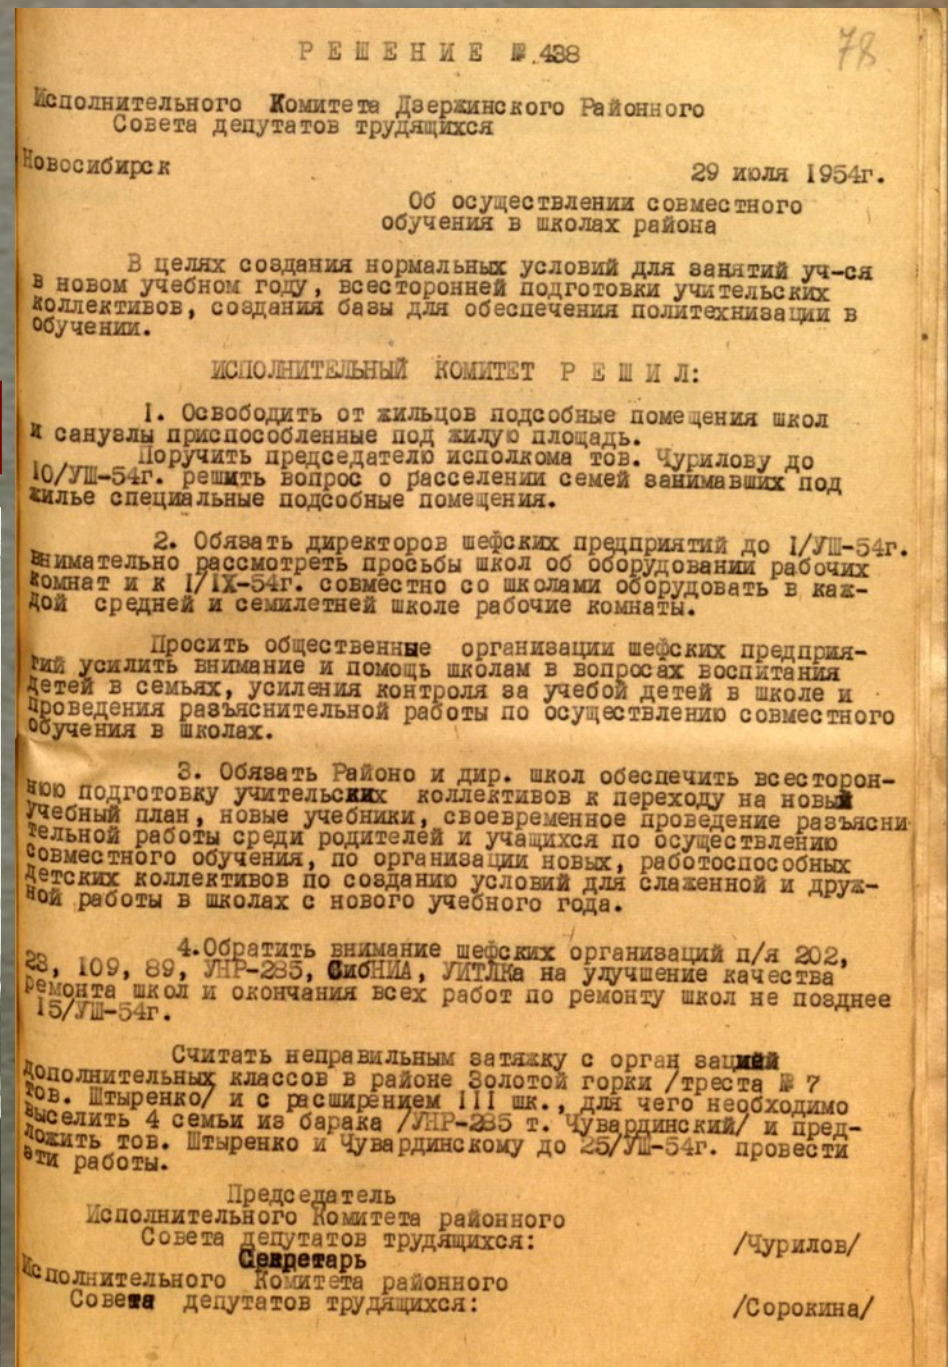 78
РЕШЕНИЕ № 438
Исполнительного Комитета Дзержинского Районного
Совета депутатов трудящихся
Новосибирск
29 июля 1954г.
Об осуществлении совместного
обучения в школах района
В целях создания нормальных условий для занятий уч-ся
в новом учебном году, всесторонней подготовки учительских
коллективов, создания базы для обеспечения политехнизации в
обучении.
ИСПОЛНИТЕЛЬНЫЙ КОМИТЕТ Р Е Ш И Л:
I. Освободить от жильцов подсобные помещения школ
и санузлы приспособленные под жилую площадь.
Поручить председателю исполкома тов. Чурилову до
10/УШ-54г. решить вопрос о расселении семей занимавших под
жилье специальные подсобные помещения.
2. Обязать директоров шефских предприятий до I/УШ-54г.
внимательно рассмотреть просьбы школ об оборудовании рабочих
комнат и к I/IX-54г. совместно со школами оборудовать в каж-
дой средней и семилетней школе рабочие комнаты.
Просить общественные организации шефских предприя-
тий усилить внимание и помощь школам в вопросах воспитания
детей в семьях, усиления контроля за учебой детей в школе и
проведения разъяснительной работы по осуществлению совместного
обучения в школах.
3. Обязать Районо и дир. школ обеспечить всесторон-
нюю подготовку учительских коллективов к переходу на новый
учебный план, новые учебники, своевременное проведение разъясни
тельной работы среди родителей и учащихся по осуществлению
совместного обучения, по организации новых, работоспособных
детских коллективов по созданию условий для слаженной и друж-
ной работы в школах с нового учебного года.
4.Обратить внимание шефских организаций п/я 202,
23, 109, 89, УНР-285, СибНИА, УИТЛКа на улучшение качества
ремонта школ и окончания всех работ по ремонту школ не позднее
15/УШ-54г.
Считать неправильным затяжку с орган зацией
дополнительных классов в районе Золотой горки /треста № 7
тов. Штыренко/ и с расширением III шк., для чего необходимо
выселить 4 семьи из барака /УНР-285 т. Чувардинский/ и пред-
ложить тов. Штыренко и Чувардинскому до 25/УШ-54г. провести
эти работы.
Председатель
Исполнительного Комитета районного
Совета депутатов трудящихся: /Чурилов/
Секретарь
Исполнительного Комитета районного
Совета депутатов трудящихся: /Сорокина/